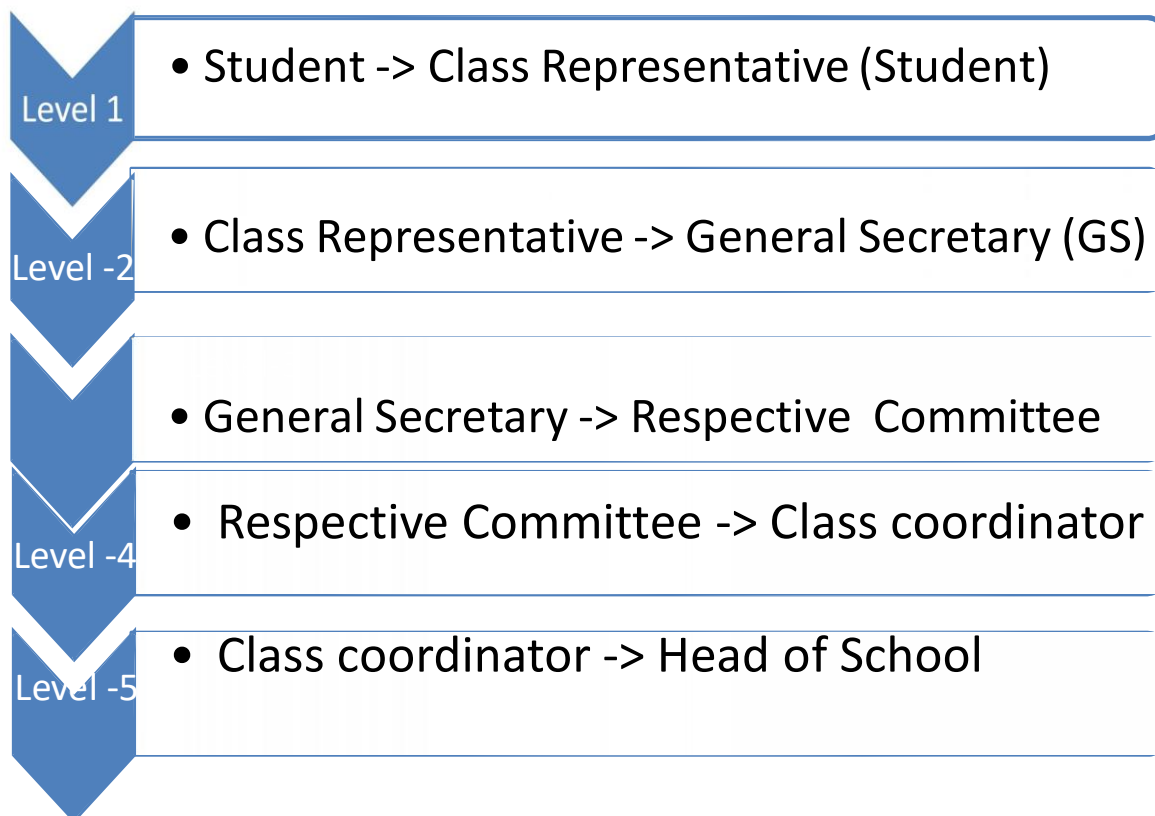 Level 1
• Student -> Class Representative (Student)
Level -2
• Class Representative -> General Secretary (GS)
• General Secretary -> Respective Committee
Level -4
• Respective Committee -> Class coordinator
Level -5
• Class coordinator -> Head of School